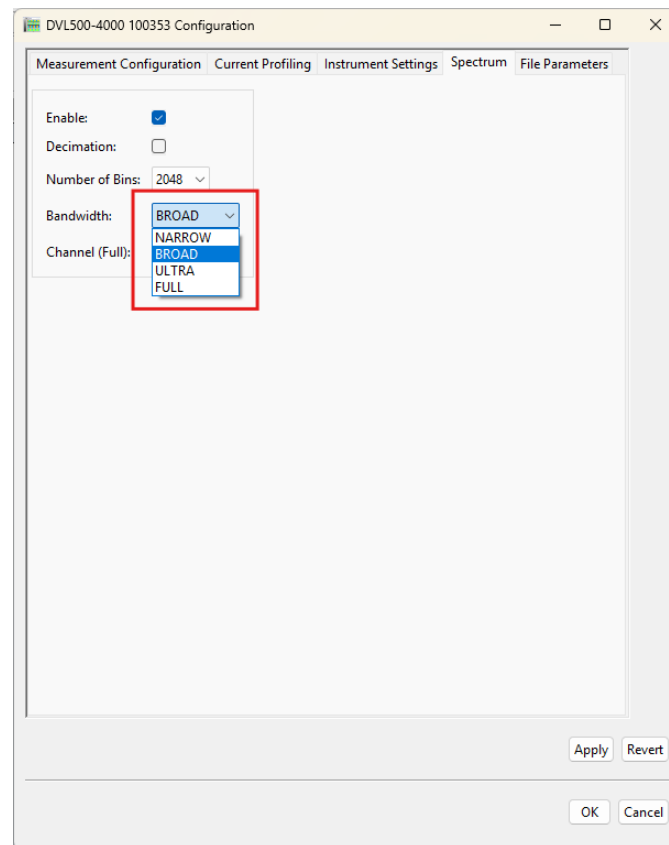 DVL500-4000 100353 Configuration
Measurement Configuration Current Profiling Instrument Settings Spectrum File Parameters
Enable:
Decimation:
Number of Bins: 2048
Bandwidth: BROAD
NARROW
Channel (Full): BROAD
ULTRA
FULL
Apply Revert
OK Cancel